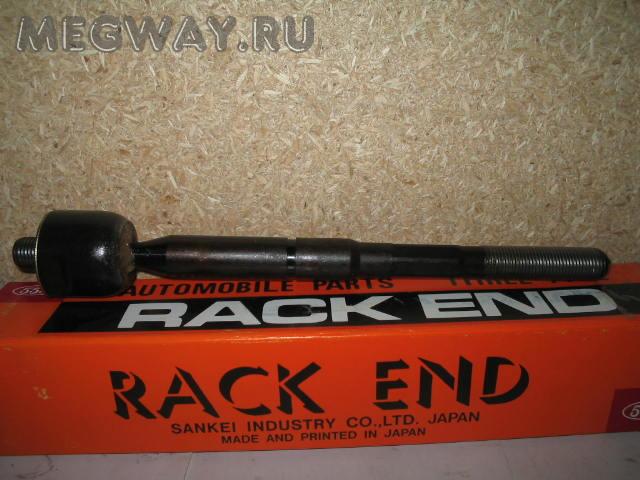 MEGWAY.RU
AUTOMOBILE PARTS
RACK END
RACK END
SANKEI INDUSTRY CO.,LTD. JAPAN
MADE AND PRINTED IN JAPAN